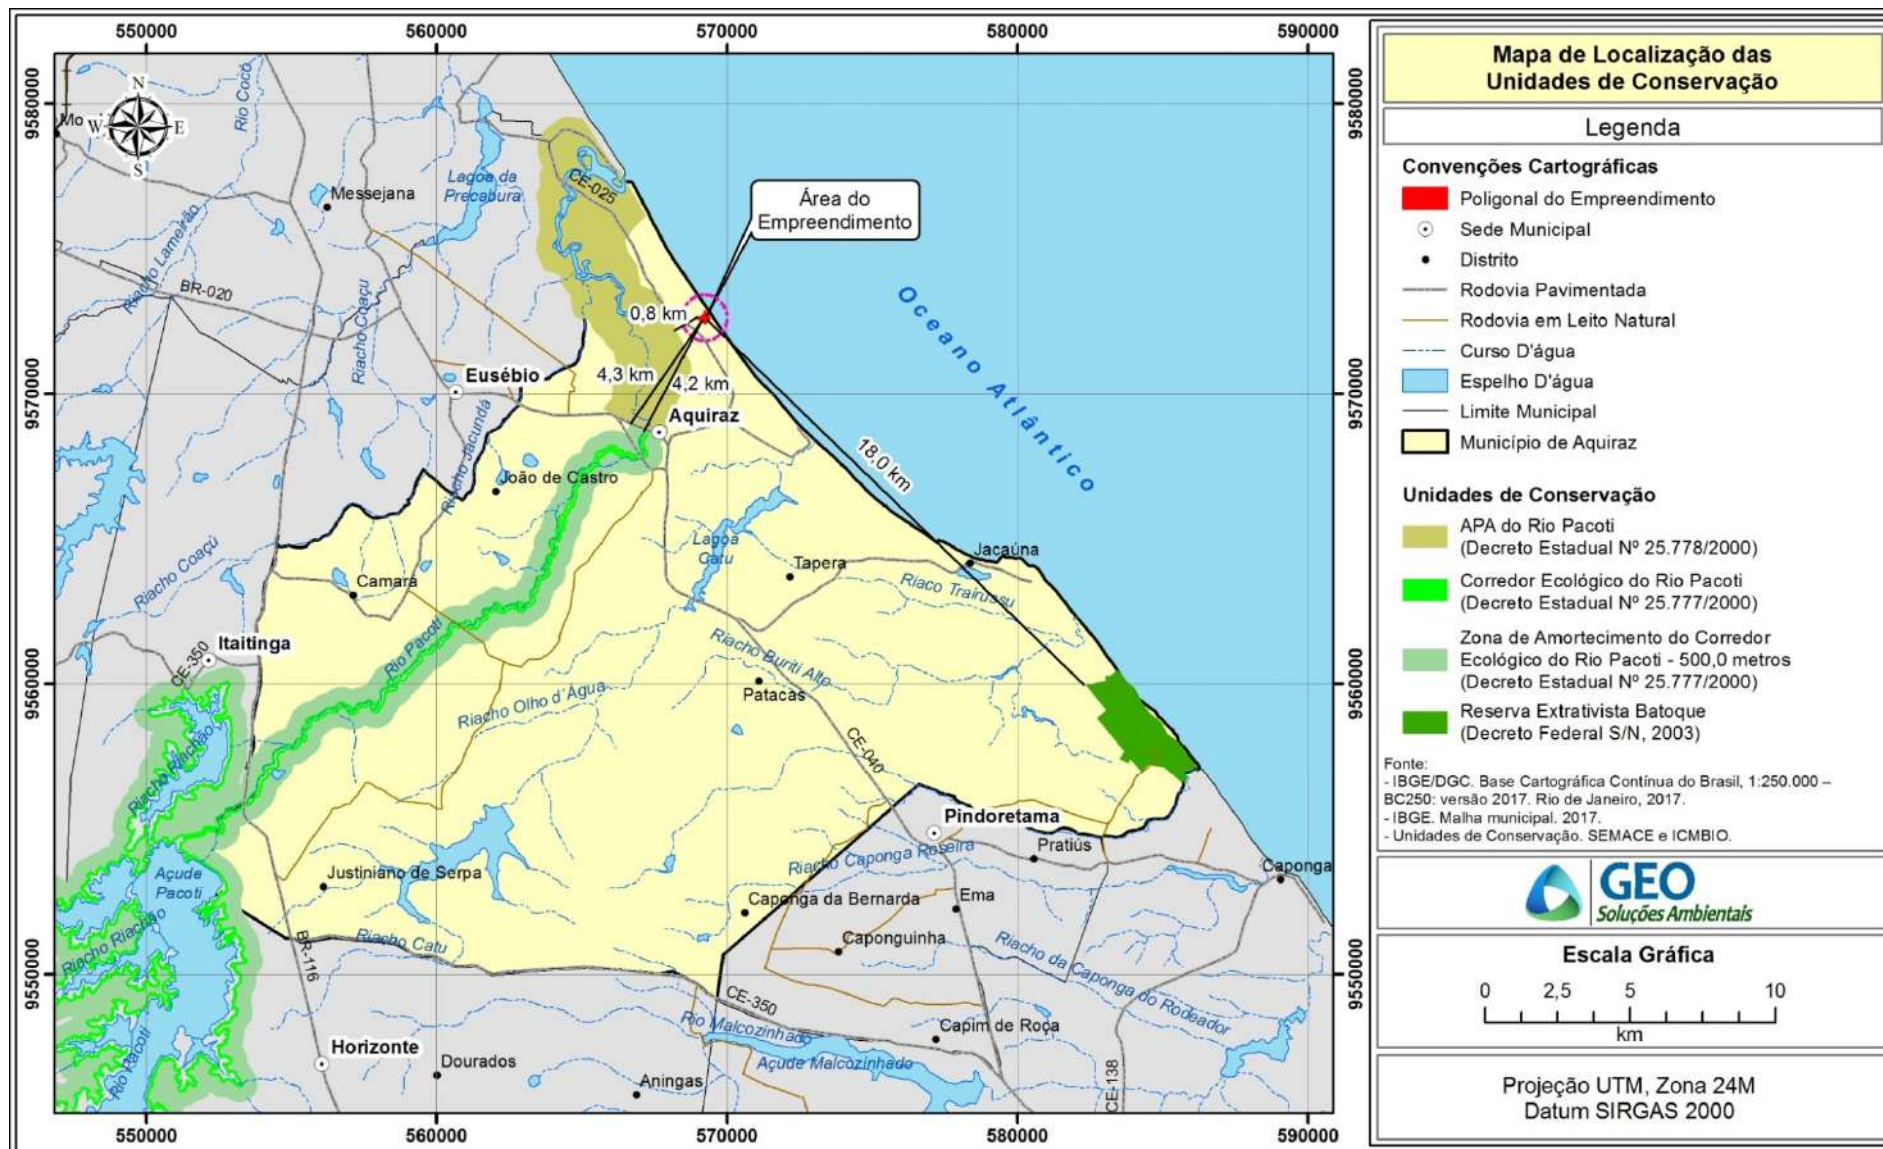 550000
560000
570000
580000
590000
9580000
9580000
N
W
E
S
Mo
Rio Cocó
Messejana
Lagoa da
Precabura
CE-025
Área do
Empreendimento
Riacho Lameirão
BR-020
Riacho Coaçu
0,8 km
Oceano Atlântico
9570000
9570000
Eusébio
4,3 km
4,2 km
Aquiraz
18,0 km
Riacho Jacundá
João de Castro
Riacho Coaçú
Camará
Lagoa
Catu
Tapera
Jacaúna
Riaco Trairussu
Itaitinga
CE-350
Rio Pacoti
Riacho Buriti Alto
Patacas
9560000
9560000
Riacho Olho d'Água
Riacho Riachão
CE-040
Pindoretama
Riacho Caponga Roseira
Pratiús
Caponga
Açude
Pacoti
Justiniano de Serpa
Ema
Caponga da Bernarda
Riacho Riachão
BR-116
Riacho Catu
Caponguinha
Riacho da Caponga do Rodeador
9550000
9550000
CE-350
Rio Malcozinhado
Capim de Roça
Açude Malcozinhado
Rio Pacoti
Horizonte
Dourados
Aningas
CE-138
550000
560000
570000
580000
590000
Mapa de Localização das
Unidades de Conservação
Legenda
Convenções Cartográficas
Poligonal do Empreendimento
Sede Municipal
Distrito
Rodovia Pavimentada
Rodovia em Leito Natural
Curso D'água
Espelho D'água
Limite Municipal
Município de Aquiraz
Unidades de Conservação
APA do Rio Pacoti
(Decreto Estadual Nº 25.778/2000)
Corredor Ecológico do Rio Pacoti
(Decreto Estadual Nº 25.777/2000)
Zona de Amortecimento do Corredor
Ecológico do Rio Pacoti - 500,0 metros
(Decreto Estadual Nº 25.777/2000)
Reserva Extrativista Batoque
(Decreto Federal S/N, 2003)
Fonte:
- IBGE/DGC. Base Cartográfica Contínua do Brasil, 1:250.000 –
BC250: versão 2017. Rio de Janeiro, 2017.
- IBGE. Malha municipal. 2017.
- Unidades de Conservação. SEMACE e ICMBIO.
GEO
Soluções Ambientais
Escala Gráfica
0 2,5 5 10
km
Projeção UTM, Zona 24M
Datum SIRGAS 2000